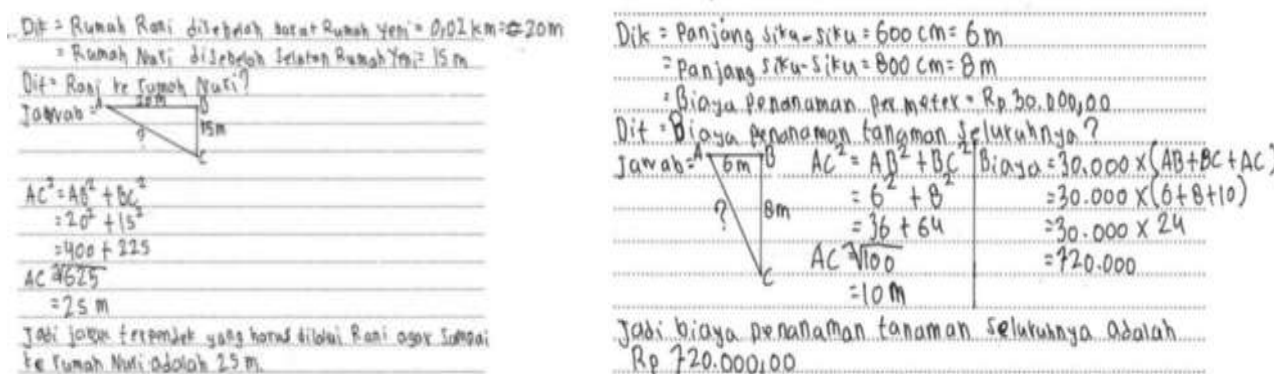 Dit = Rumah Rani disebelah barat Rumah Yeni = 0,02 km = 20m
= Rumah Nuri disebelah Selatan Rumah Yeni = 15 m
Dit = Rani ke rumah Nuri?
Jawab =
A 20m B
15m
?
C
AC² = AB² + BC²
= 20² + 15²
= 400 + 225
AC = √625
= 25 m
Jadi jarak terpendek yang harus dilalui Rani agar Sampai
ke rumah Nuri adalah 25 m.
Dik = Panjang siku-siku = 600 cm = 6 m
= Panjang siku-siku = 800 cm = 8 m
= Biaya penanaman per meter = Rp 30.000,00
Dit = Biaya penanaman tanaman seluruhnya?
Jawab =
A 6m B
8m
?
C
AC² = AB² + BC²
= 6² + 8²
= 36 + 64
AC = √100
= 10 m
Biaya = 30.000 x (AB + BC + AC)
= 30.000 x (6+8+10)
= 30.000 x 24
= 720.000
Jadi biaya penanaman tanaman Seluruhnya adalah
Rp 720.000,00